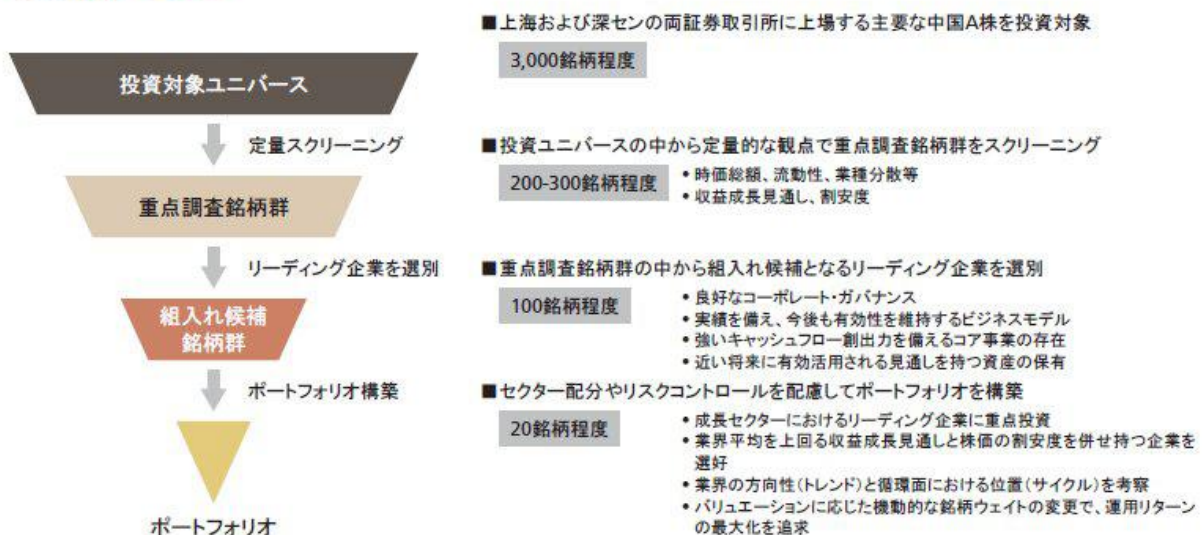 ■上海および深センの両証券取引所に上場する主要な中国A株を投資対象
3,000銘柄程度
投資対象ユニバース
定量スクリーニング
■投資ユニバースの中から定量的な観点で重点調査銘柄群をスクリーニング
200-300銘柄程度
• 時価総額、流動性、業種分散等
• 収益成長見通し、割安度
重点調査銘柄群
リーディング企業を選別
■重点調査銘柄群の中から組入れ候補となるリーディング企業を選別
100銘柄程度
• 良好なコーポレート・ガバナンス
• 実績を備え、今後も有効性を維持するビジネスモデル
• 強いキャッシュフロー創出力を備えるコア事業の存在
• 近い将来に有効活用される見通しを持つ資産の保有
組入れ候補
銘柄群
ポートフォリオ構築
■セクター配分やリスクコントロールを配慮してポートフォリオを構築
20銘柄程度
• 成長セクターにおけるリーディング企業に重点投資
• 業界平均を上回る収益成長見通しと株価の割安度を併せ持つ企業を
選好
• 業界の方向性(トレンド)と循環面における位置(サイクル)を考察
• バリュエーションに応じた機動的な銘柄ウェイトの変更で、運用リターン
の最大化を追求
ポートフォリオ